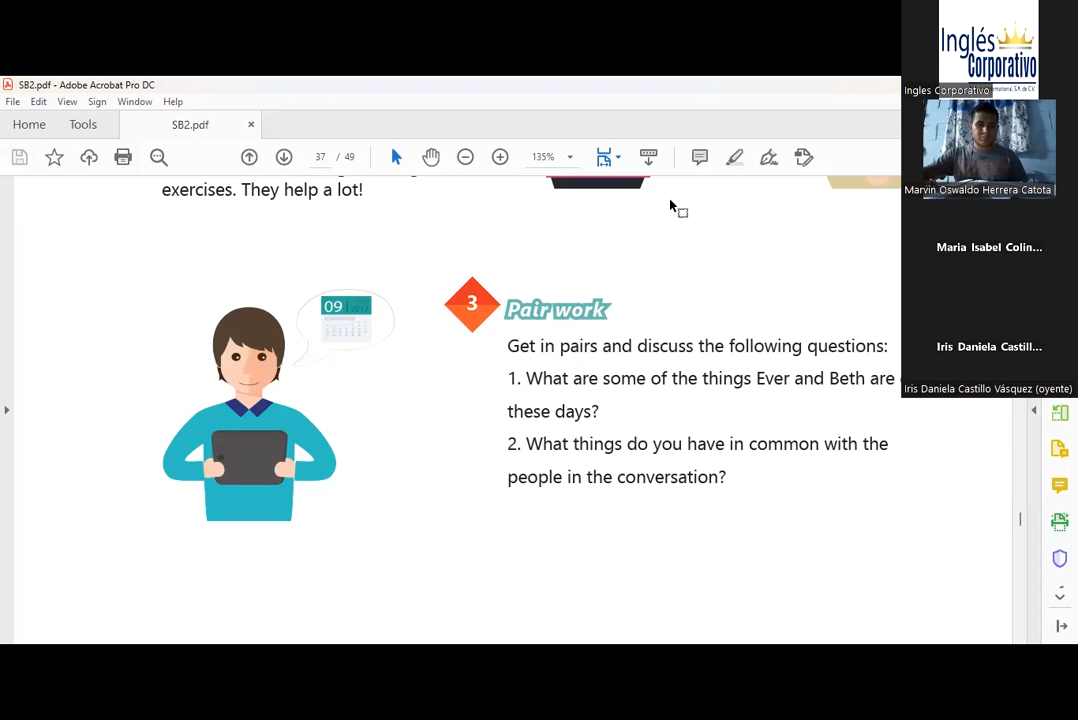 SB2.pdf - Adobe Acrobat Pro DC
File Edit View Sign Window Help
Home Tools SB2.pdf ×
37 / 49 135%
exercises. They help a lot!
09 2017
3 Pair work
Get in pairs and discuss the following questions:
1. What are some of the things Ever and Beth are
these days?
2. What things do you have in common with the
people in the conversation?
Inglés
Corporativo
International, S.A. de C.V.
Ingles Corporativo
Marvin Oswaldo Herrera Catota
Maria Isabel Colin...
Iris Daniela Castill...
Iris Daniela Castillo Vásquez (oyente)